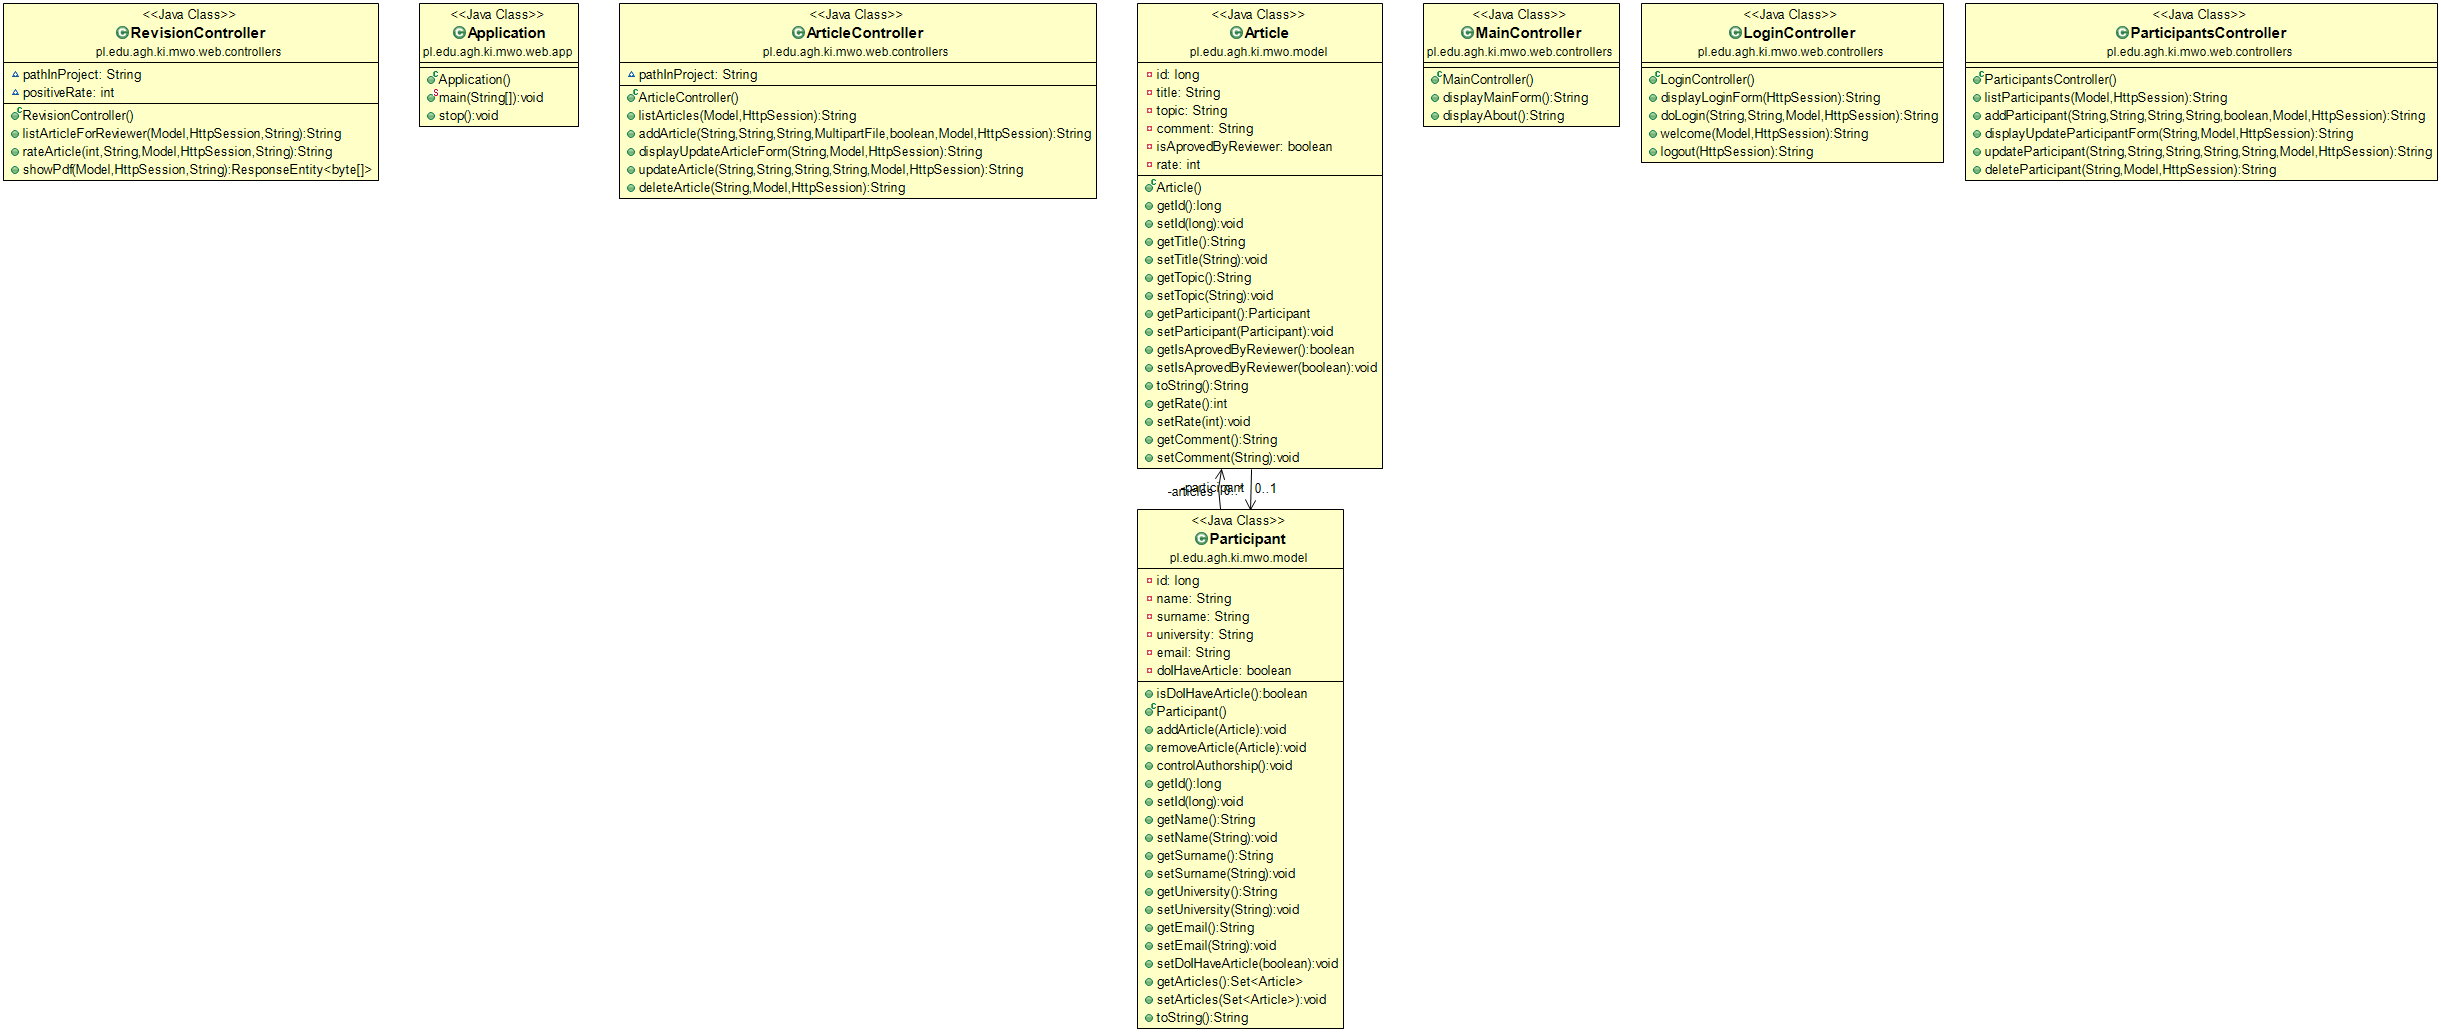 <<Java Class>>
RevisionController
pl.edu.agh.ki.mwo.web.controllers
pathInProject: String
positiveRate: int
RevisionController()
listArticleForReviewer(Model,HttpSession,String):String
rateArticle(int,String,Model,HttpSession,String):String
showPdf(Model,HttpSession,String):ResponseEntity<byte[]>
<<Java Class>>
Application
pl.edu.agh.ki.mwo.web.app
Application()
main(String[]):void
stop():void
<<Java Class>>
ArticleController
pl.edu.agh.ki.mwo.web.controllers
pathInProject: String
ArticleController()
listArticles(Model,HttpSession):String
addArticle(String,String,String,MultipartFile,boolean,Model,HttpSession):String
displayUpdateArticleForm(String,Model,HttpSession):String
updateArticle(String,String,String,String,Model,HttpSession):String
deleteArticle(String,Model,HttpSession):String
<<Java Class>>
Article
pl.edu.agh.ki.mwo.model
id: long
title: String
topic: String
comment: String
isAprovedByReviewer: boolean
rate: int
Article()
getId():long
setId(long):void
getTitle():String
setTitle(String):void
getTopic():String
setTopic(String):void
getParticipant():Participant
setParticipant(Participant):void
getIsAprovedByReviewer():boolean
setIsAprovedByReviewer(boolean):void
toString():String
getRate():int
setRate(int):void
getComment():String
setComment(String):void
-participant 0..1
-articles 0..*
<<Java Class>>
Participant
pl.edu.agh.ki.mwo.model
id: long
name: String
surname: String
university: String
email: String
doIHaveArticle: boolean
isDoIHaveArticle():boolean
Participant()
addArticle(Article):void
removeArticle(Article):void
controlAuthorship():void
getId():long
setId(long):void
getName():String
setName(String):void
getSurname():String
setSurname(String):void
getUniversity():String
setUniversity(String):void
getEmail():String
setEmail(String):void
setDoIHaveArticle(boolean):void
getArticles():Set<Article>
setArticles(Set<Article>):void
toString():String
<<Java Class>>
MainController
pl.edu.agh.ki.mwo.web.controllers
MainController()
displayMainForm():String
displayAbout():String
<<Java Class>>
LoginController
pl.edu.agh.ki.mwo.web.controllers
LoginController()
displayLoginForm(HttpSession):String
doLogin(String,String,Model,HttpSession):String
welcome(Model,HttpSession):String
logout(HttpSession):String
<<Java Class>>
ParticipantsController
pl.edu.agh.ki.mwo.web.controllers
ParticipantsController()
listParticipants(Model,HttpSession):String
addParticipant(String,String,String,String,boolean,Model,HttpSession):String
displayUpdateParticipantForm(String,Model,HttpSession):String
updateParticipant(String,String,String,String,String,Model,HttpSession):String
deleteParticipant(String,Model,HttpSession):String